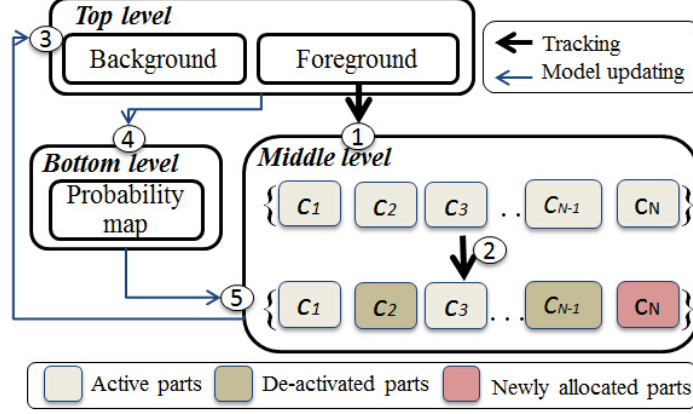 Top level
3
Background
Foreground
Tracking
Model updating
4
1
Bottom level
Probability
map
Middle level
{ C1 C2 C3 . . CN-1 CN }
2
5
{ C1 C2 C3 ... CN-1 CN }
Active parts
De-activated parts
Newly allocated parts